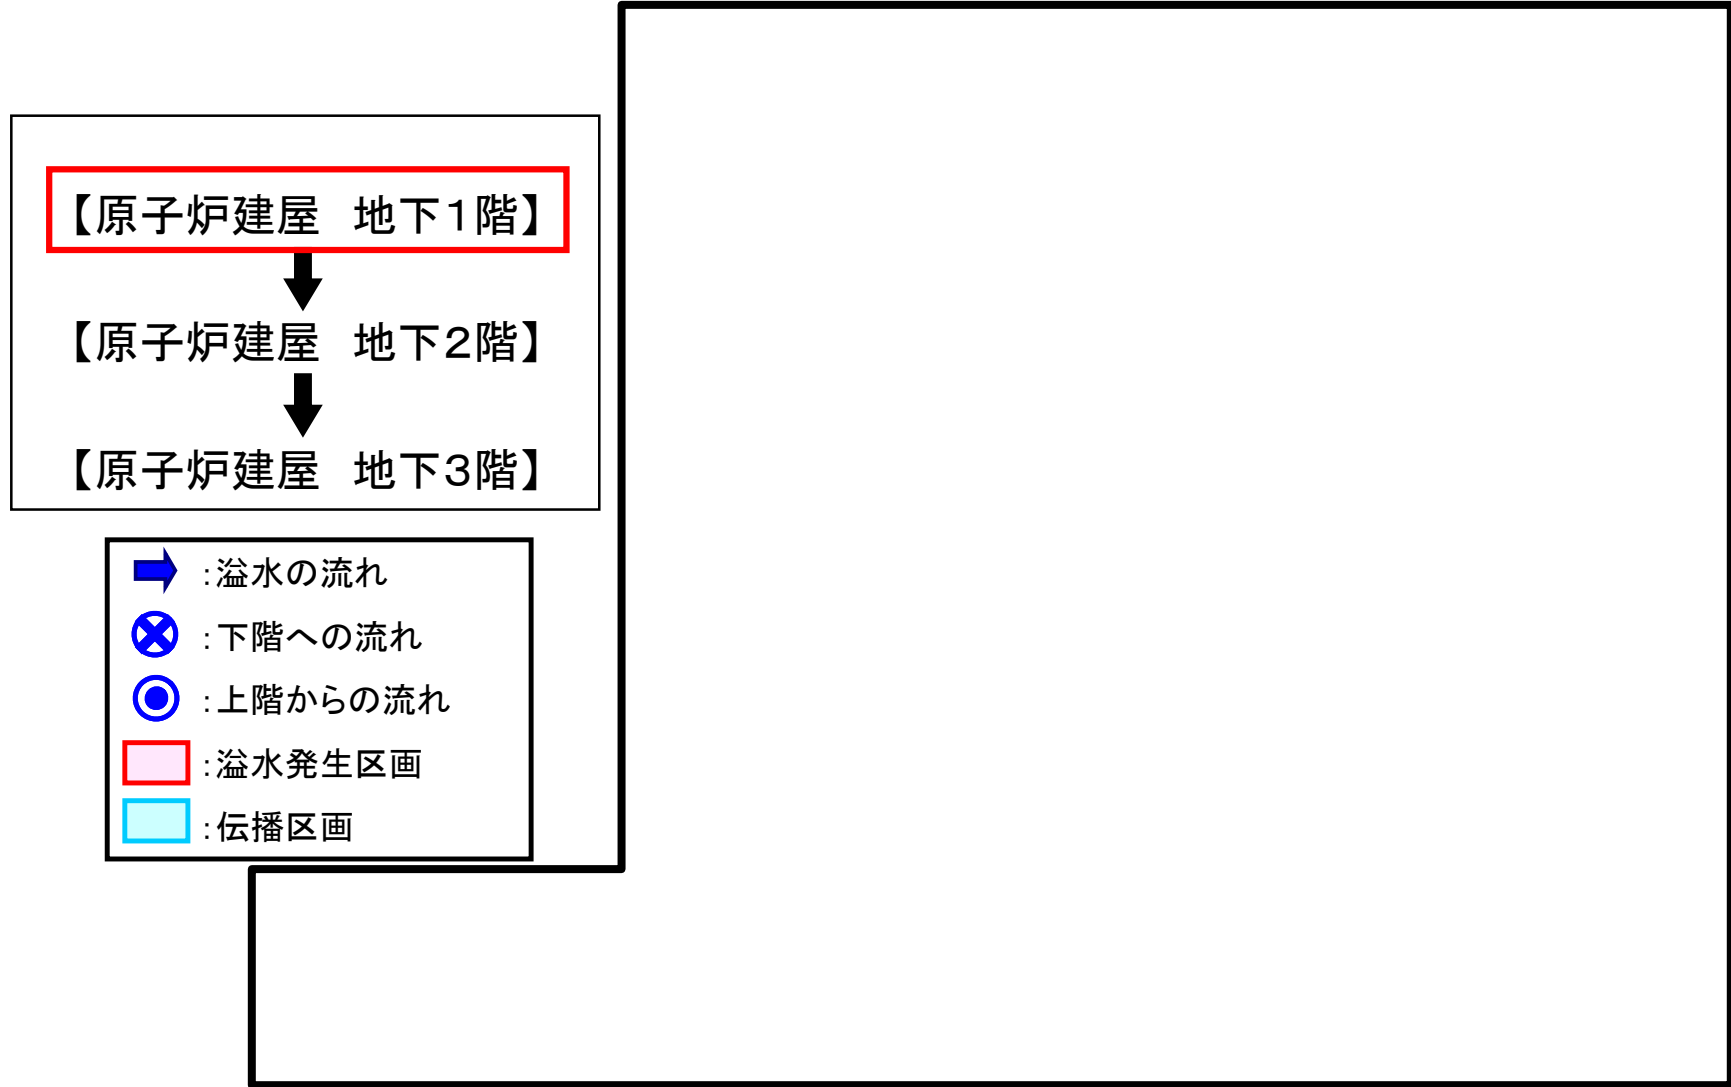 【原子炉建屋　地下1階】
【原子炉建屋　地下2階】
【原子炉建屋　地下3階】
：溢水の流れ
：下階への流れ
：上階からの流れ
：溢水発生区画
：伝播区画